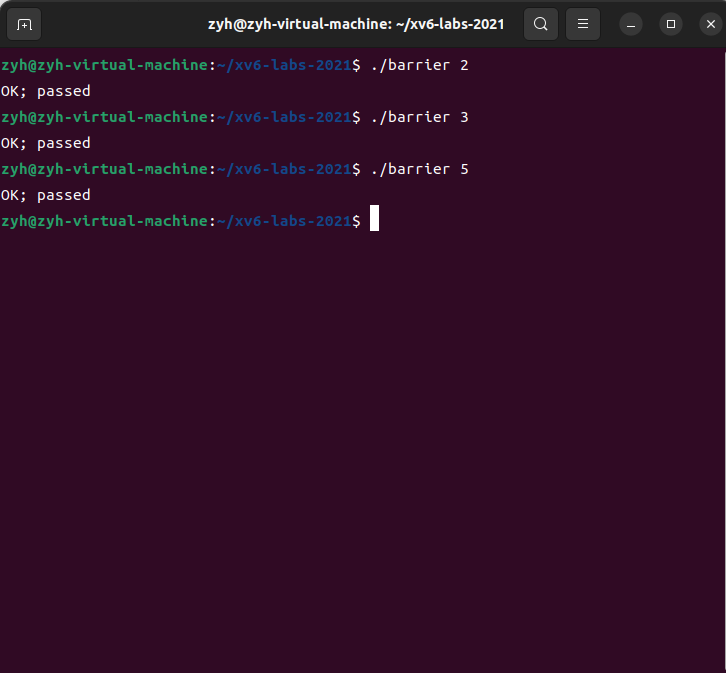 zyh@zyh-virtual-machine: ~/xv6-labs-2021
zyh@zyh-virtual-machine:~/xv6-labs-2021$ ./barrier 2
OK; passed
zyh@zyh-virtual-machine:~/xv6-labs-2021$ ./barrier 3
OK; passed
zyh@zyh-virtual-machine:~/xv6-labs-2021$ ./barrier 5
OK; passed
zyh@zyh-virtual-machine:~/xv6-labs-2021$